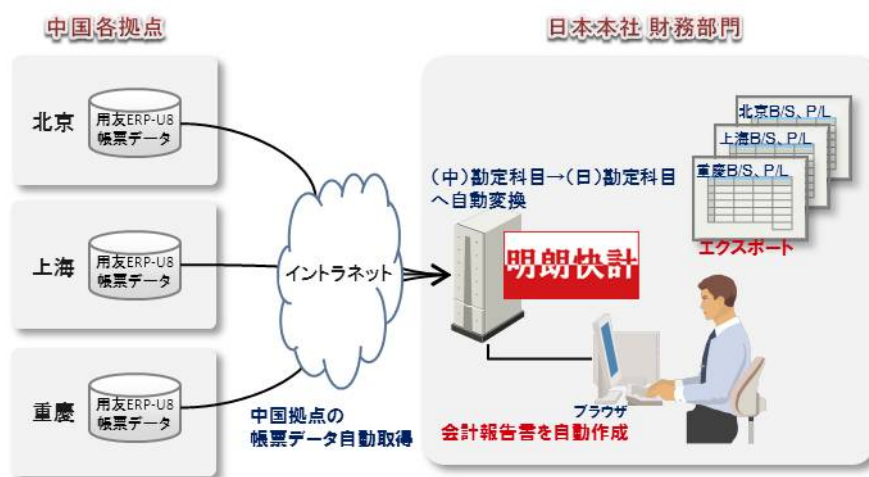 中国各拠点
日本本社 財務部門
北京
用友ERP-U8
帳票データ
上海
用友ERP-U8
帳票データ
重慶
用友ERP-U8
帳票データ
イントラネット
中国拠点の
帳票データ自動取得
(中)勘定科目→(日)勘定科目
へ自動変換
明朗快計
北京B/S、P/L
上海B/S、P/L
重慶B/S、P/L
エクスポート
ブラウザ
会計報告書を自動作成